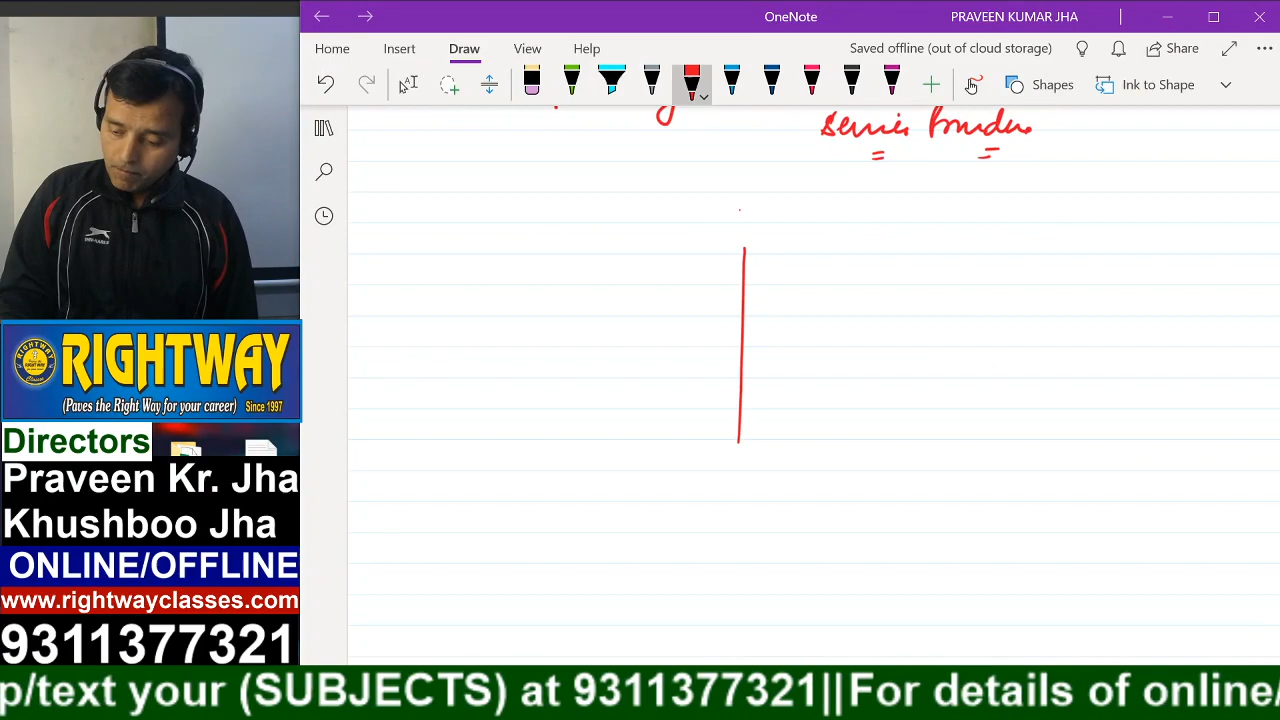 OneNote
PRAVEEN KUMAR JHA
Home Insert Draw View Help
Saved offline (out of cloud storage)
Share
Shapes
Ink to Shape
RIGHTWAY
RIGHTWAY
Classes
(Paves the Right Way for your career) Since 1997
Directors
Praveen Kr. Jha
Khushboo Jha
ONLINE/OFFLINE
www.rightwayclasses.com
9311377321
p/text your (SUBJECTS) at 9311377321||For details of online/